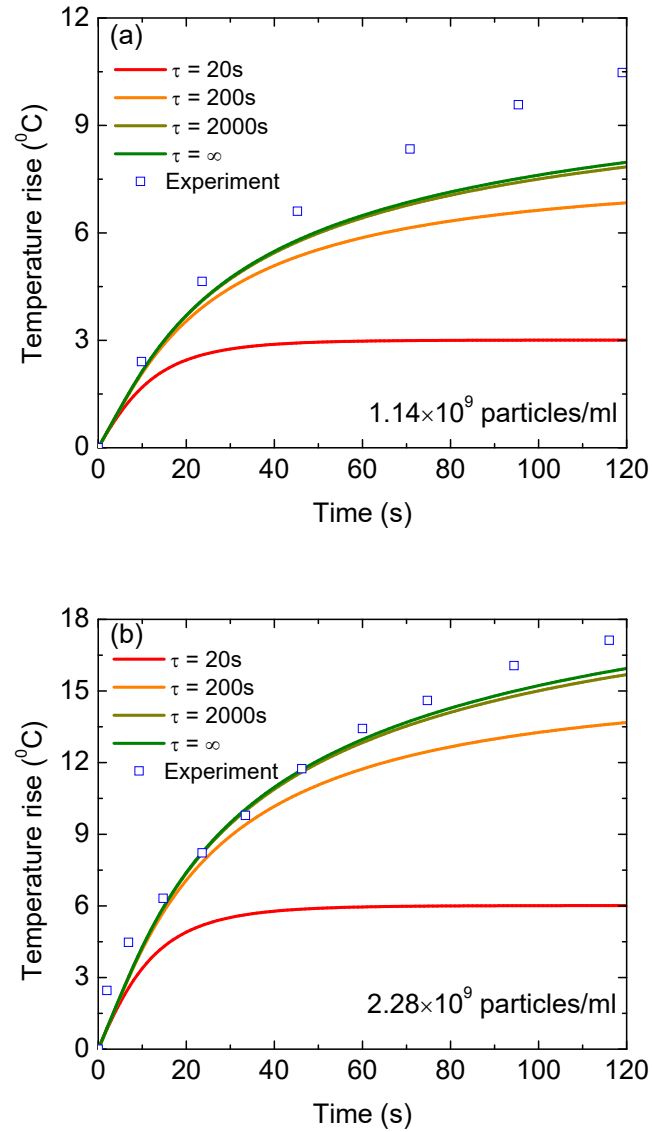 (a)
τ = 20s
τ = 200s
τ = 2000s
τ = ∞
Experiment
1.14×10⁹ particles/ml
Temperature rise (⁰C)
12
9
6
3
0
0 20 40 60 80 100 120
Time (s)
(b)
τ = 20s
τ = 200s
τ = 2000s
τ = ∞
Experiment
2.28×10⁹ particles/ml
Temperature rise (⁰C)
18
15
12
9
6
3
0
0 20 40 60 80 100 120
Time (s)